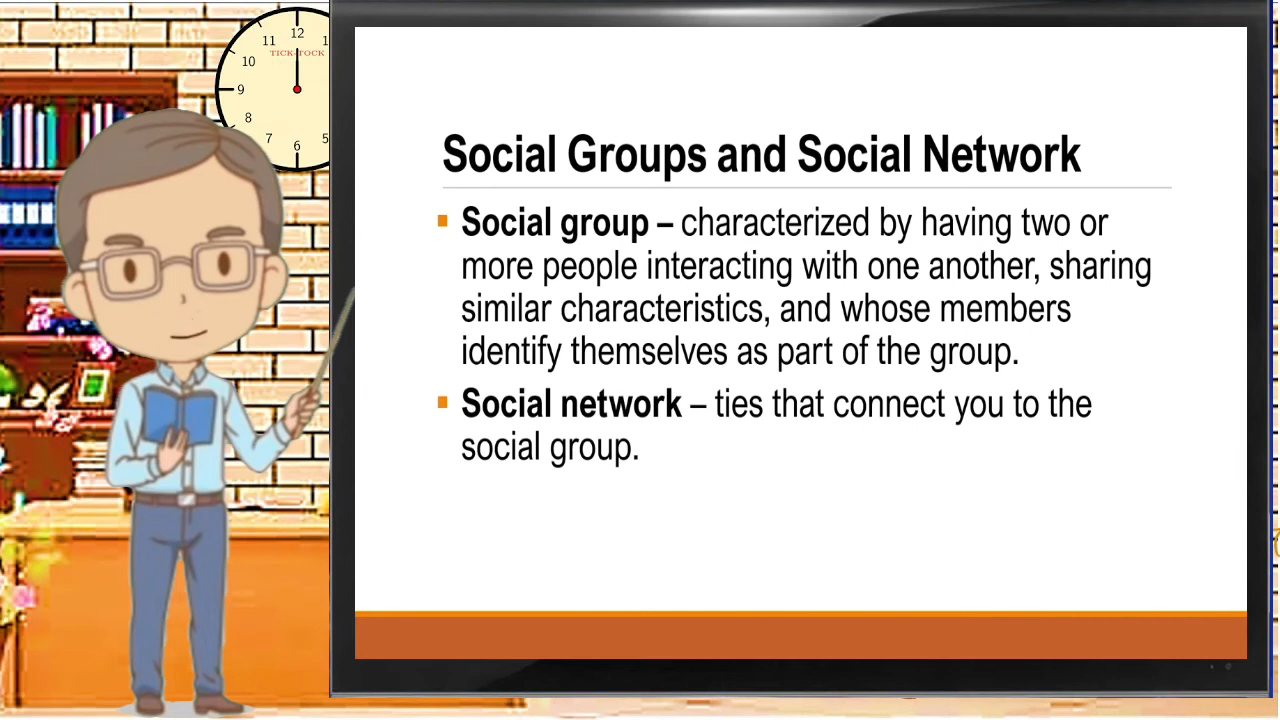 12
11
1
TICK-TOCK
10
9
8
7
5
6
Social Groups and Social Network
▪ Social group – characterized by having two or
more people interacting with one another, sharing
similar characteristics, and whose members
identify themselves as part of the group.
▪ Social network – ties that connect you to the
social group.